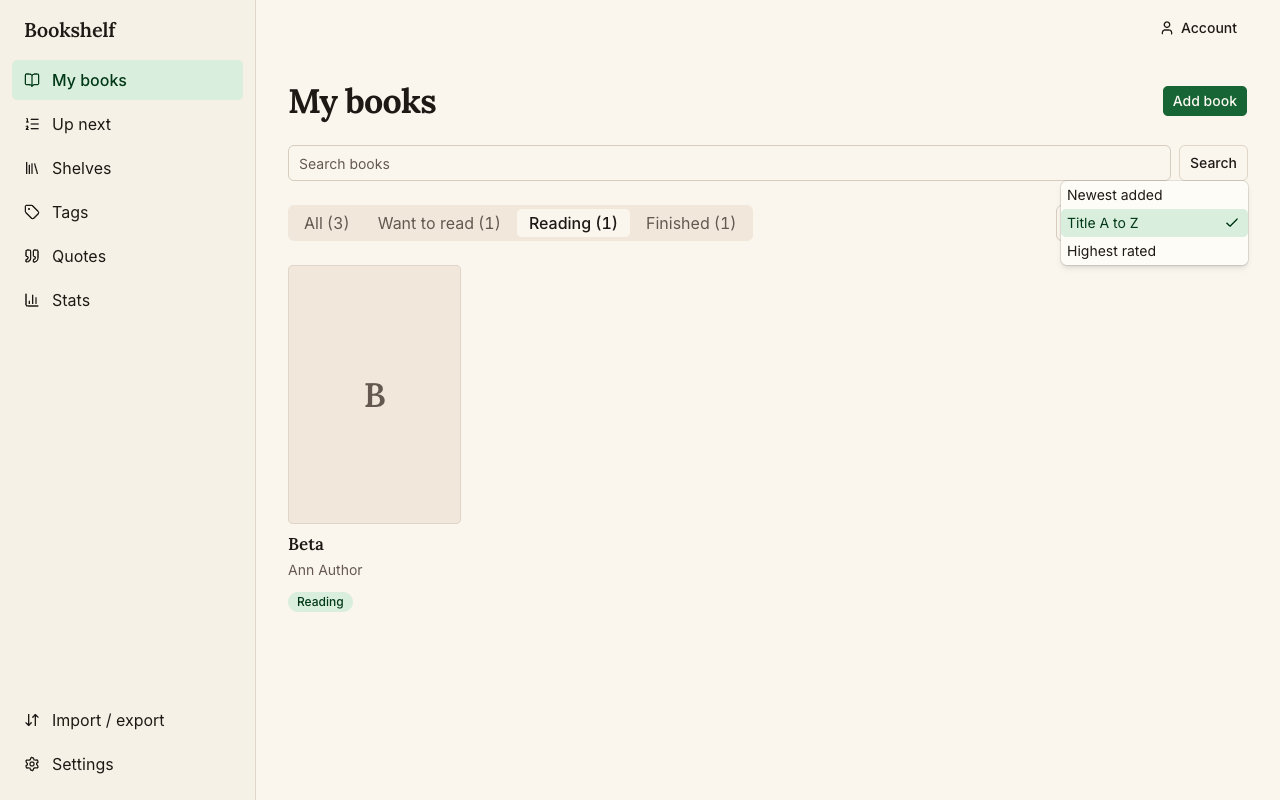 Bookshelf
My books
Up next
Shelves
Tags
Quotes
Stats
Import / export
Settings
Account
My books
Add book
Search books
Search
All (3)
Want to read (1)
Reading (1)
Finished (1)
Newest added
Title A to Z
Highest rated
B
Beta
Ann Author
Reading